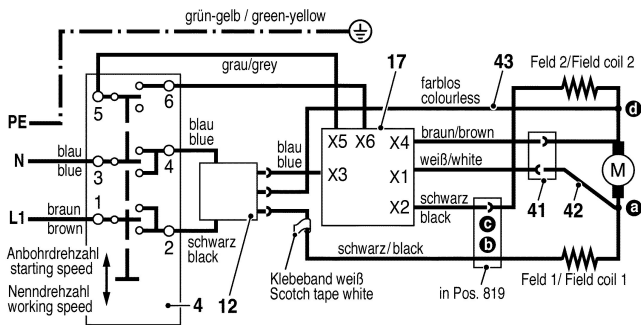 grün-gelb / green-yellow
grau/grey
17
farblos
colourless
43
Feld 2/Field coil 2
PE
5
6
blau
blue
blau
blue
X5
X6
X4
braun/brown
d
N
blau
blue
3
4
X3
X1
weiß/white
M
L1
braun
brown
1
2
schwarz
black
12
X2
schwarz
black
c
b
41
42
a
Anbohrdrehzahl
starting speed
Nenndrehzahl
working speed
4
Klebeband weiß
Scotch tape white
schwarz/black
in Pos. 819
Feld 1/ Field coil 1